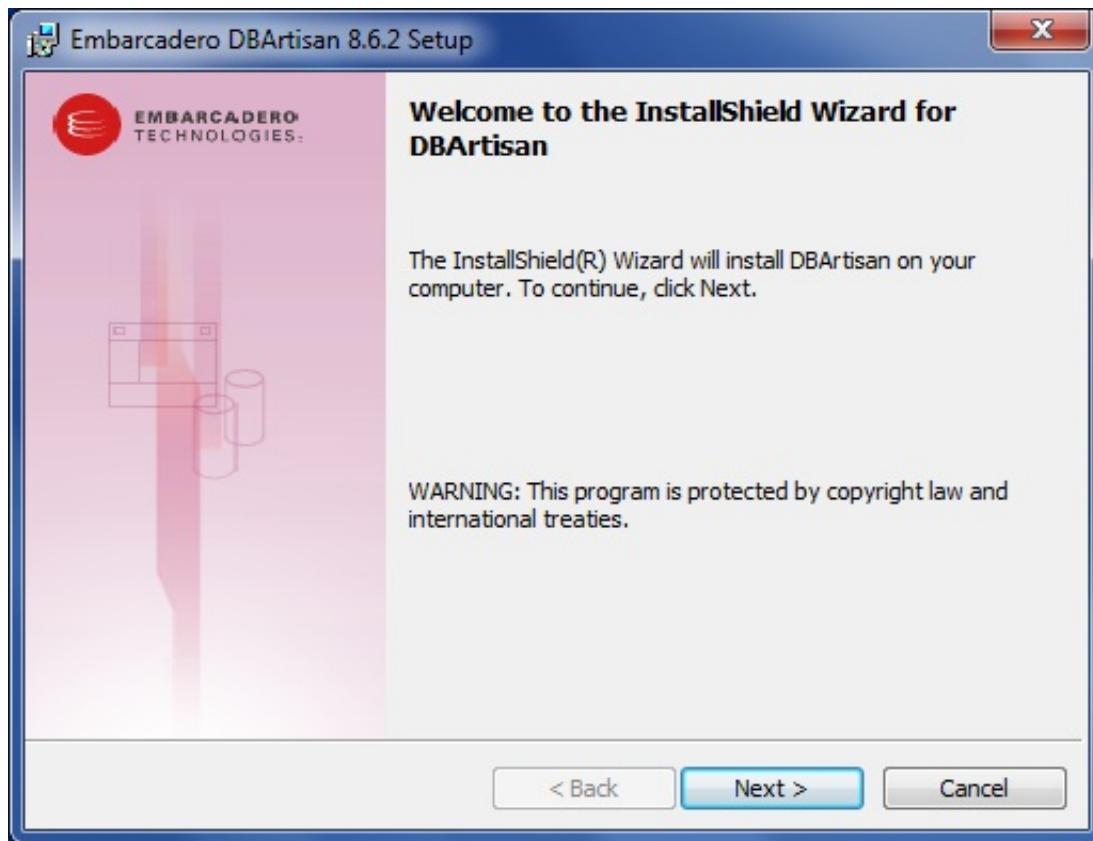 Embarcadero DBArtisan 8.6.2 Setup
X
EMBARCADERO
TECHNOLOGIES.
Welcome to the InstallShield Wizard for
DBArtisan
The InstallShield(R) Wizard will install DBArtisan on your
computer. To continue, click Next.
WARNING: This program is protected by copyright law and
international treaties.
< Back
Next >
Cancel